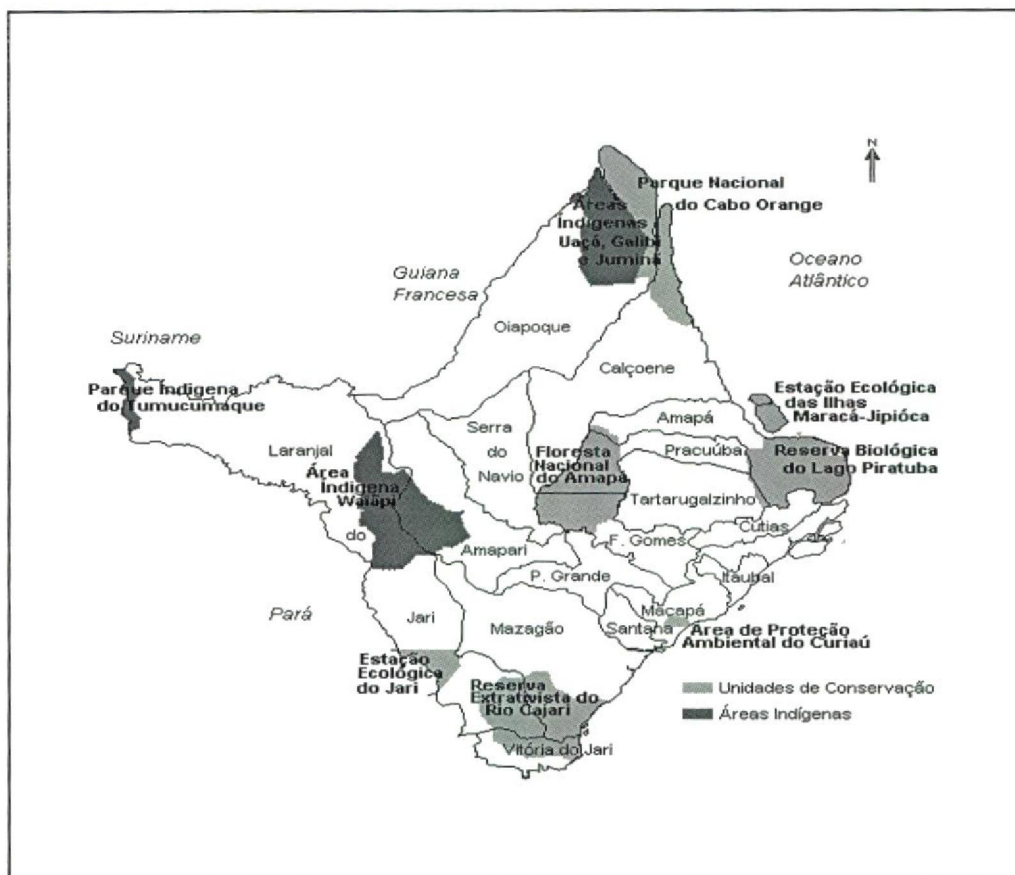 N
Parque Nacional
do Cabo Orange
Áreas
Índigenas
Uaçá, Galibi
e Juminá
Oceano
Atlântico
Guiana
Francesa
Oiapoque
Suriname
Calçoene
Parque Índigena
do Tumucumaque
Estação Ecológica
das Ilhas
Maracá-Jipióca
Amapá
Serra
do
Navio
Laranjal
do
Jari
Floresta
Nacional
do Amapá
Pracuúba
Reserva Biológica
do Lago Piratuba
Área
Índigena
Waiãpi
Tartarugalzinho
Cutias
F. Gomes
Amapari
P. Grande
Itaubal
Macapá
Pará
Mazagão
Santana
Área de Proteção
Ambiental do Curiaú
Estação
Ecológica
do Jari
Reserva
Extrativista do
Rio Cajari
Vitória do Jari
Unidades de Conservação
Áreas Indígenas